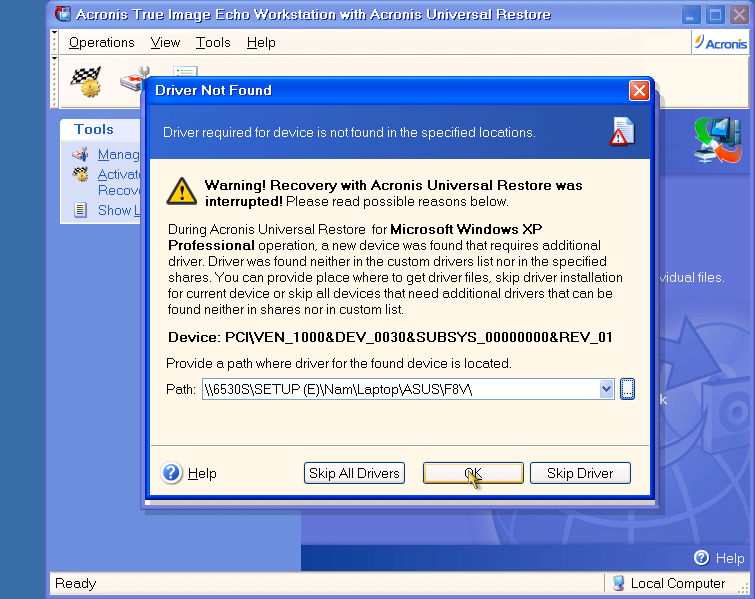 Acronis True Image Echo Workstation with Acronis Universal Restore
Operations View Tools Help
Acronis
Tools
Manag
Activat
Recov
Show L
Driver Not Found
Driver required for device is not found in the specified locations.
Warning! Recovery with Acronis Universal Restore was
interrupted! Please read possible reasons below.
During Acronis Universal Restore for Microsoft Windows XP
Professional operation, a new device was found that requires additional
driver. Driver was found neither in the custom drivers list nor in the specified
shares. You can provide place where to get driver files, skip driver installation
for current device or skip all devices that need additional drivers that can be
found neither in shares nor in custom list.
Device: PCI\VEN_1000&DEV_0030&SUBSYS_00000000&REV_01
Provide a path where driver for the found device is located.
Path: \\6530S\SETUP (E)\Nam\Laptop\ASUS\F8V\
Help Skip All Drivers OK Skip Driver
vidual files.
k
Help
Ready Local Computer